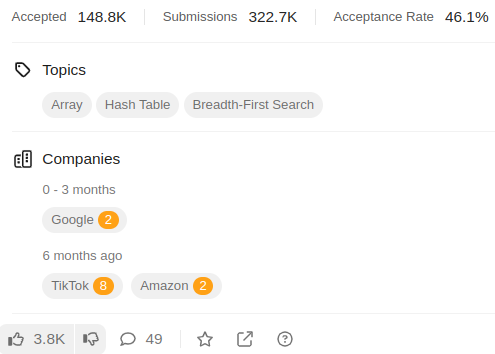 Accepted 148.8K Submissions 322.7K Acceptance Rate 46.1%
Topics
Array Hash Table Breadth-First Search
Companies
0 - 3 months
Google 2
6 months ago
TikTok 8 Amazon 2
3.8K 49